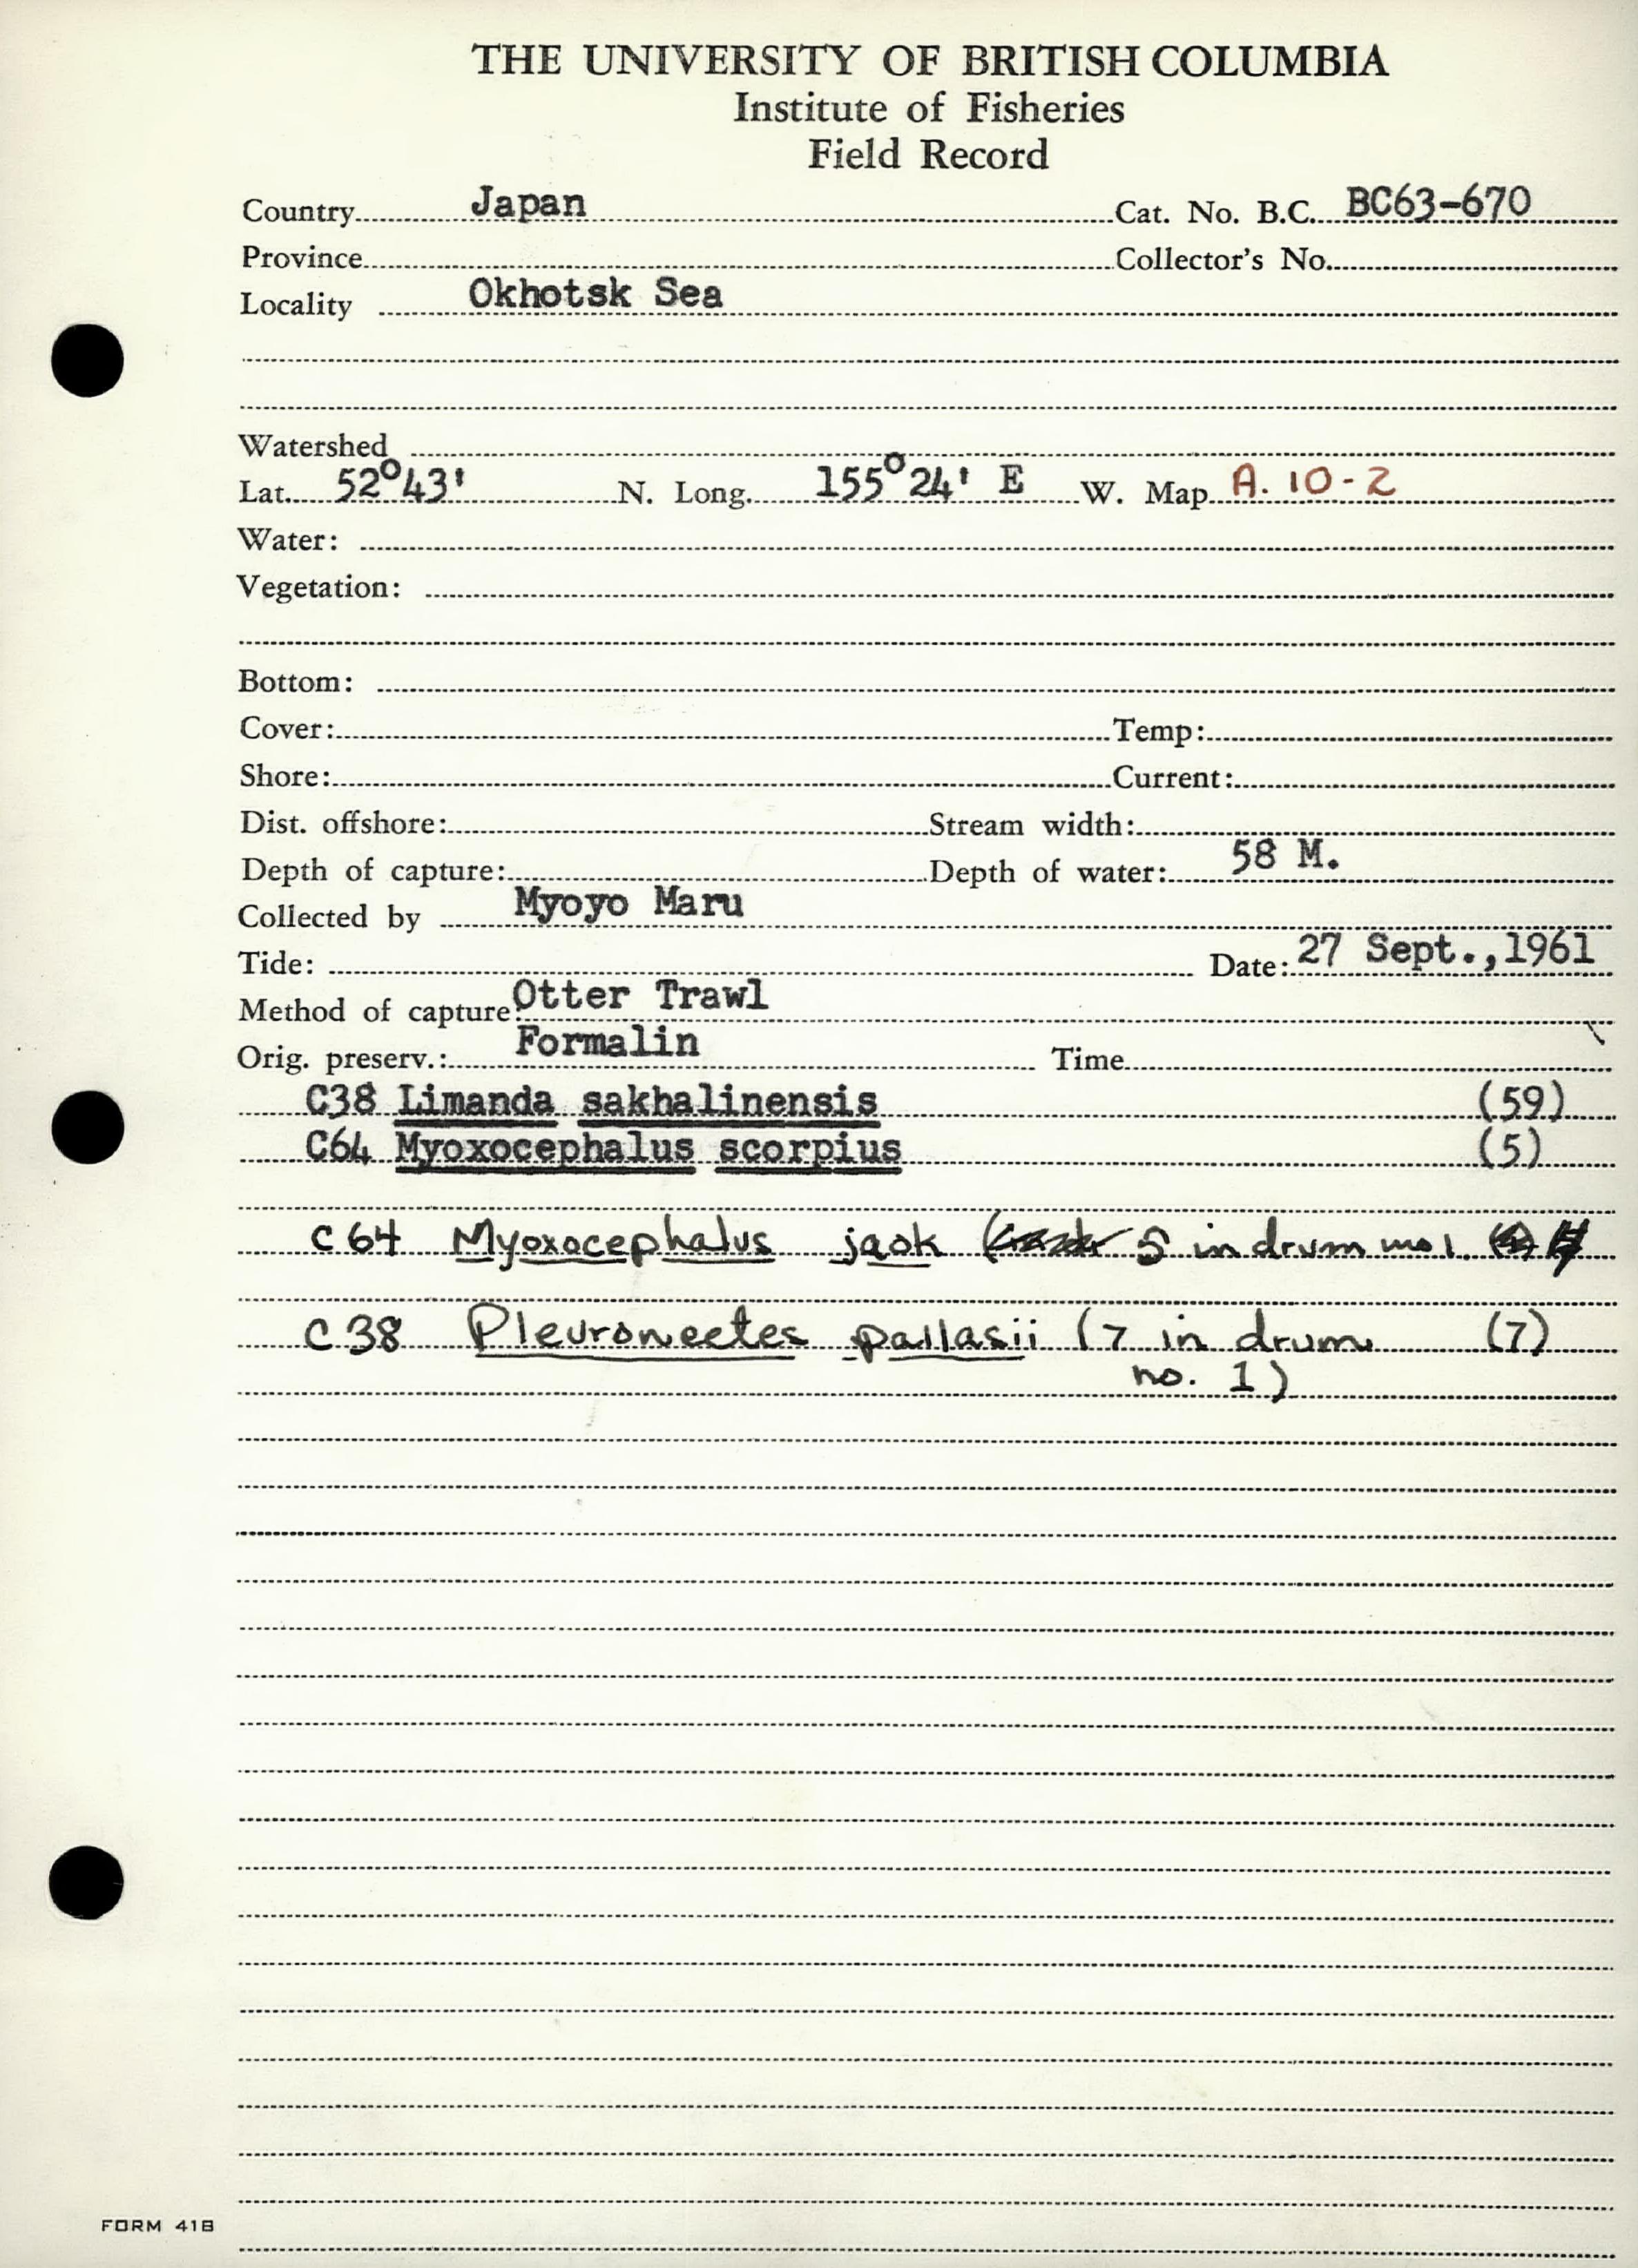 THE UNIVERSITY OF BRITISH COLUMBIA
Institute of Fisheries
Field Record
Country Japan Cat. No. B.C. BC63-670
Province Collector's No.
Locality Okhotsk Sea
Watershed
Lat. 52°43' N. Long. 155°24' E W. Map A. 10-2
Water:
Vegetation:
Bottom:
Cover: Temp:
Shore: Current:
Dist. offshore: Stream width:
Depth of capture: Depth of water: 58 M.
Collected by Myoyo Maru
Tide: Date: 27 Sept., 1961
Method of capture: Otter Trawl
Orig. preserv.: Formalin Time
C38 Limanda sakhalinensis (59)
C64 Myoxocephalus scorpius (5)
C64 Myoxocephalus jaok ( 5 in drum no 1.
C38 Pleuronectes pallasii (7 in drum (7)
no. 1)
FORM 41B